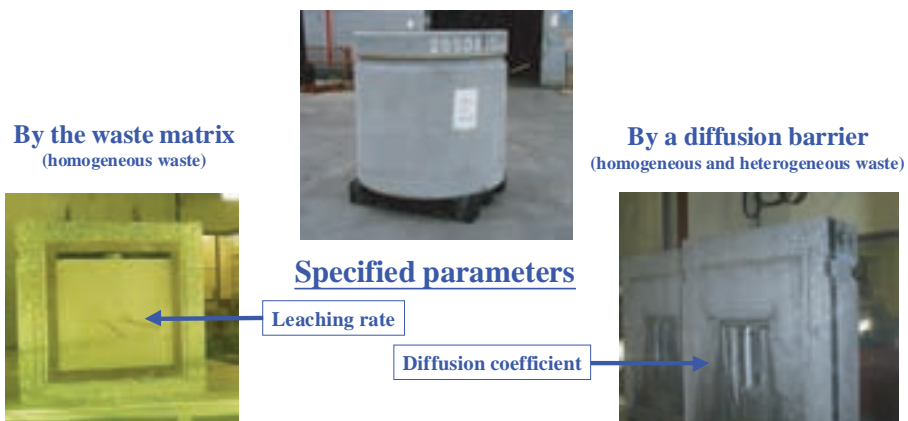 By the waste matrix
(homogeneous waste)
By a diffusion barrier
(homogeneous and heterogeneous waste)
Specified parameters
Leaching rate
Diffusion coefficient